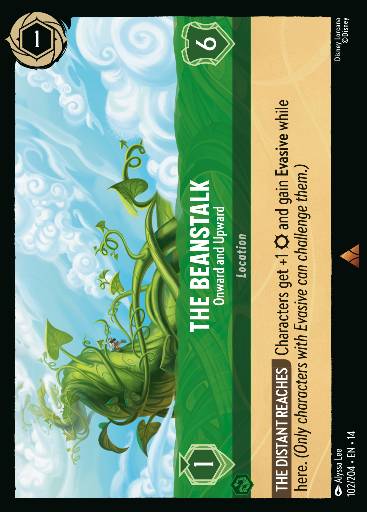 1
6
THE BEANSTALK
Onward and Upward
Location
1
THE DISTANT REACHES Characters get +1 and gain Evasive while
here. (Only characters with Evasive can challenge them.)
Alyssa Lee
102/204 • EN • 14
Disney Lorcana
©Disney